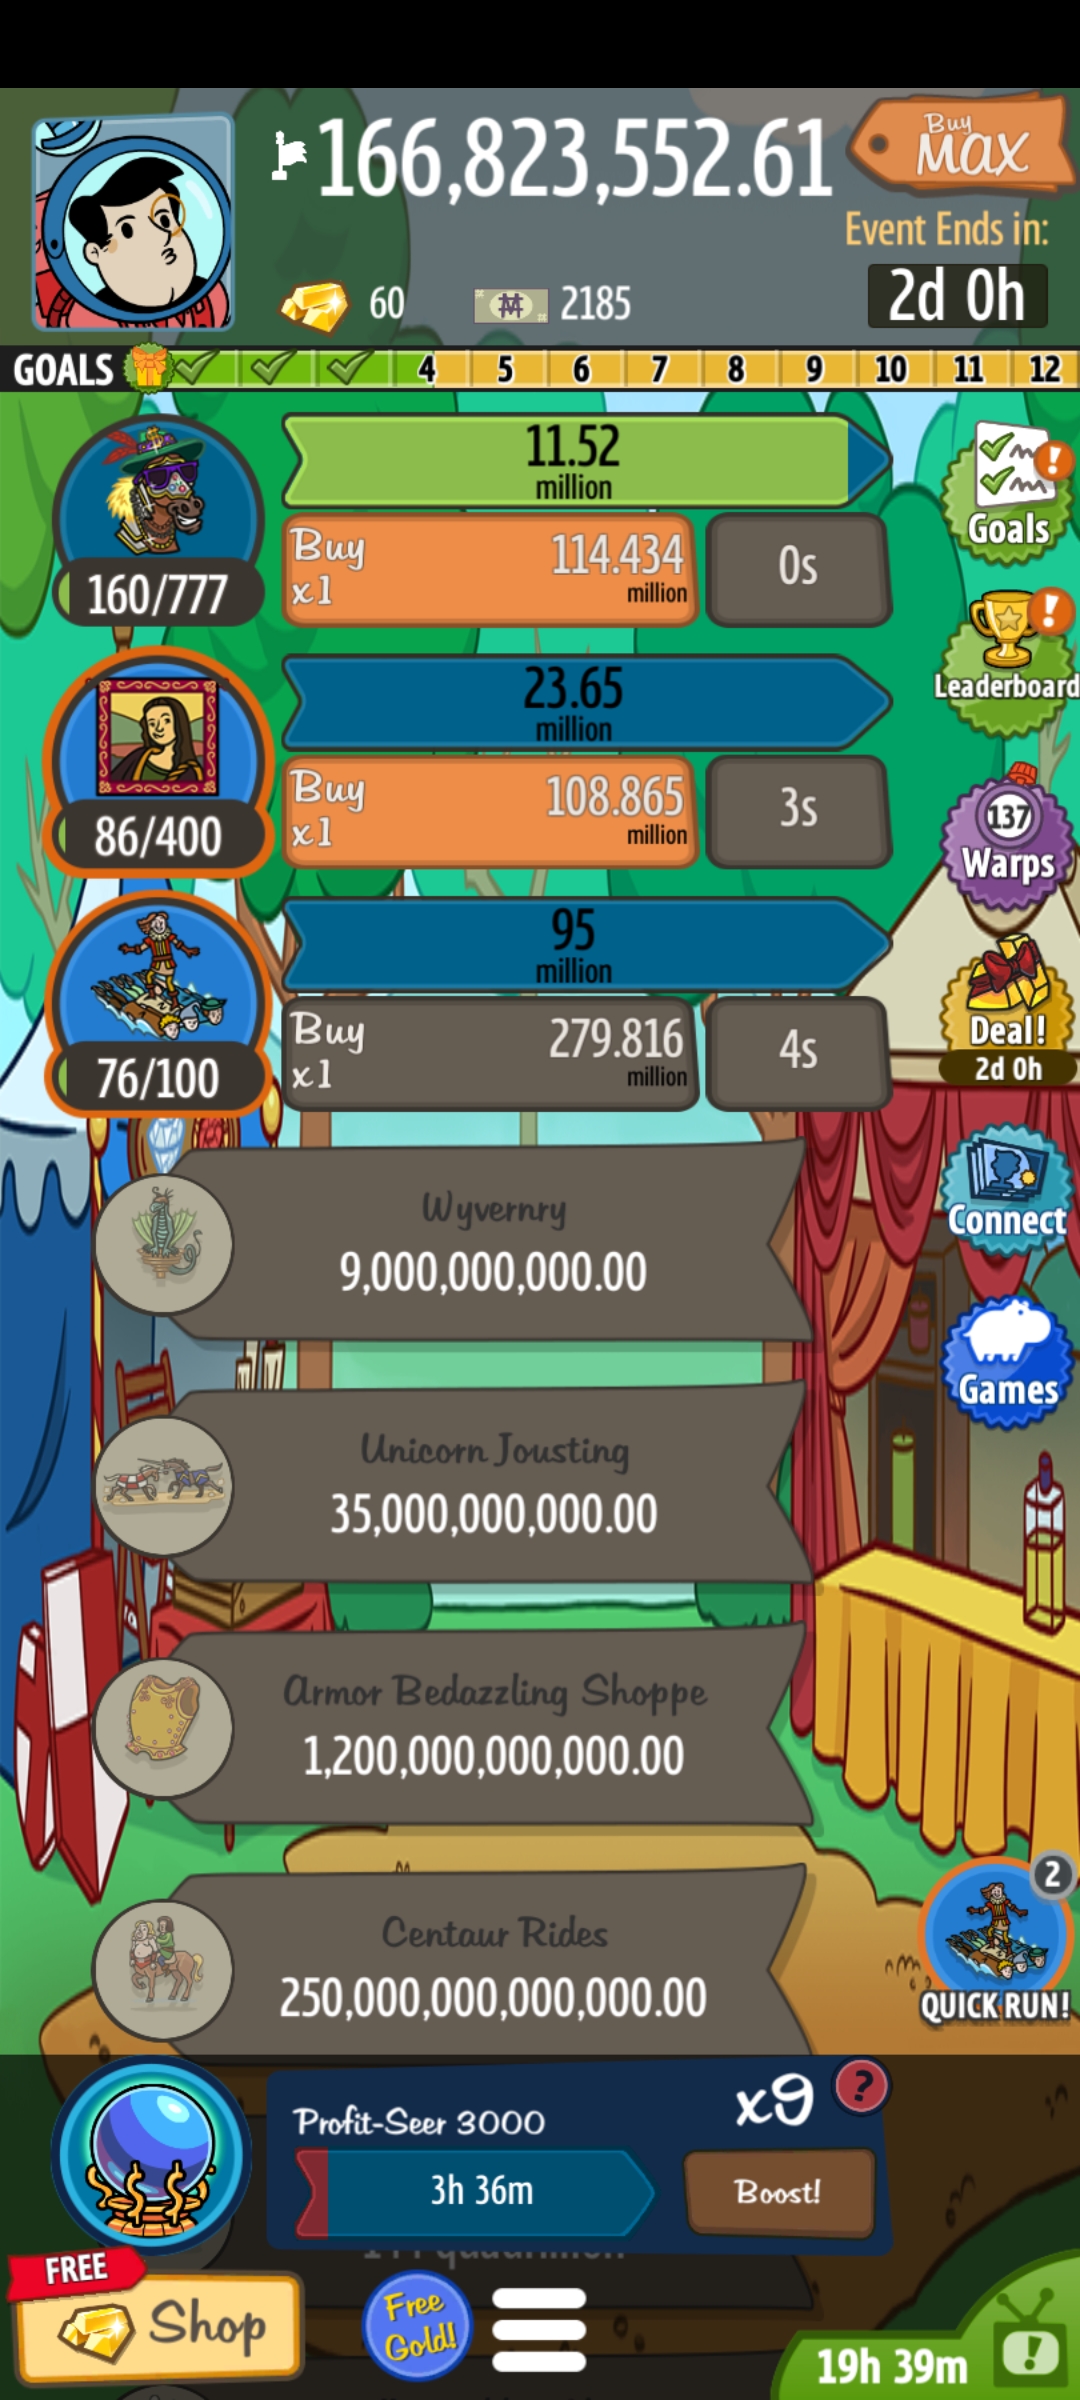 166,823,552.61
Buy
MAX
Event Ends in:
2d 0h
60
2185
GOALS
4 5 6 7 8 9 10 11 12
11.52
million
Buy
x1
114.434
million
0s
160/777
Goals
23.65
million
Buy
x1
108.865
million
3s
86/400
Leaderboard
137
Warps
95
million
Buy
x1
279.816
million
4s
76/100
Deal!
2d 0h
Wyvernry
9,000,000,000.00
Connect
Unicorn Jousting
35,000,000,000.00
Games
Armor Bedazzling Shoppe
1,200,000,000,000.00
Centaur Rides
250,000,000,000,000.00
2
QUICK RUN!
Profit-Seer 3000
x9
?
3h 36m
Boost!
FREE
Shop
Free
Gold!
19h 39m